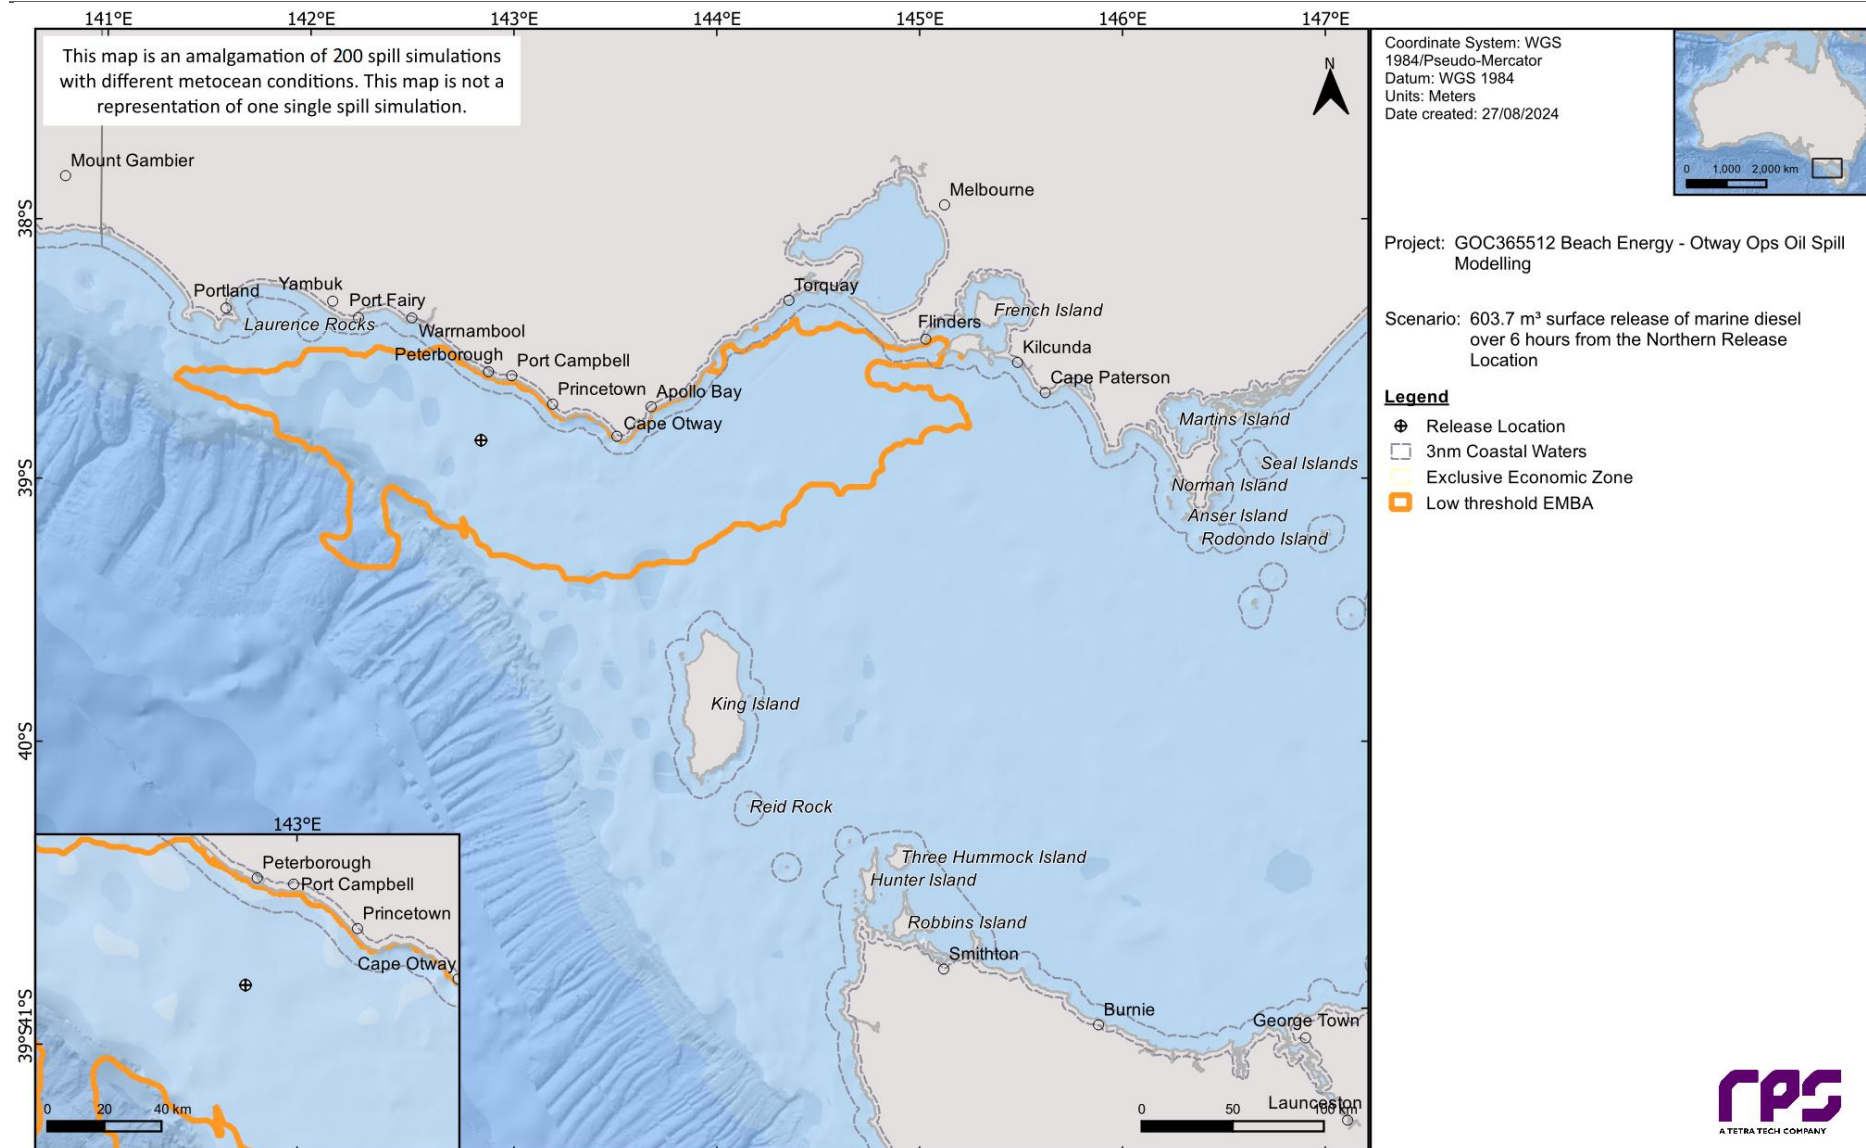 141°E 142°E 143°E 144°E 145°E 146°E 147°E
This map is an amalgamation of 200 spill simulations
with different metocean conditions. This map is not a
representation of one single spill simulation.
N
Mount Gambier
Melbourne
38°S
Portland
Yambuk
Port Fairy
Laurence Rocks
Warrnambool
Peterborough
Port Campbell
Princetown
Apollo Bay
Cape Otway
Torquay
Flinders
French Island
Kilcunda
Cape Paterson
Martins Island
Seal Islands
Norman Island
Anser Island
Rodondo Island
39°S
King Island
40°S
Reid Rock
Three Hummock Island
Hunter Island
Robbins Island
Smithton
Burnie
George Town
Launceston
41°S
0 50 100 km
143°E
Peterborough
Port Campbell
Princetown
Cape Otway
39°S
0 20 40 km
Coordinate System: WGS
1984/Pseudo-Mercator
Datum: WGS 1984
Units: Meters
Date created: 27/08/2024
0 1,000 2,000 km
Project: GOC365512 Beach Energy - Otway Ops Oil Spill
Modelling
Scenario: 603.7 m³ surface release of marine diesel
over 6 hours from the Northern Release
Location
Legend
Release Location
3nm Coastal Waters
Exclusive Economic Zone
Low threshold EMBA
rps
A TETRA TECH COMPANY